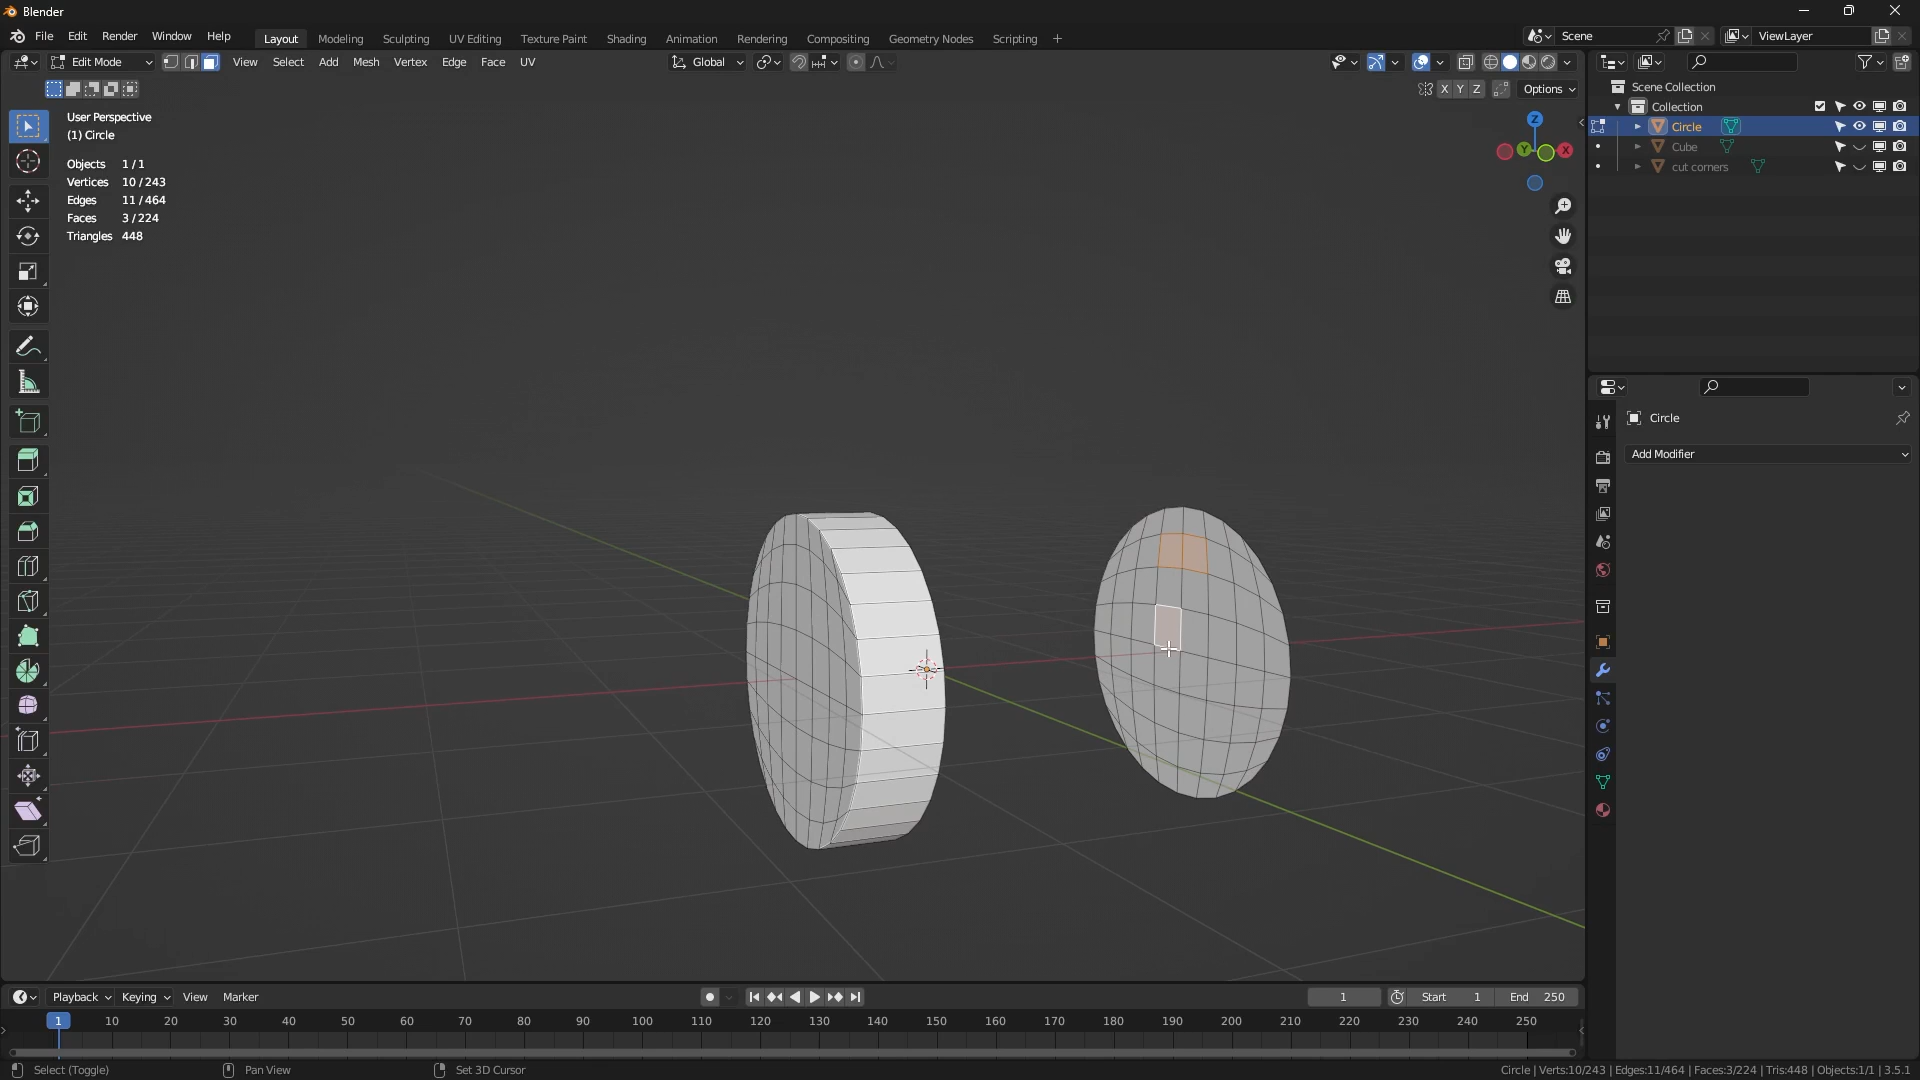 Blender
File Edit Render Window Help Layout Modeling Sculpting UV Editing Texture Paint Shading Animation Rendering Compositing Geometry Nodes Scripting + Scene ViewLayer
Edit Mode View Select Add Mesh Vertex Edge Face UV Global
X Y Z Options
User Perspective
(1) Circle
Objects 1 / 1
Vertices 10 / 243
Edges 11 / 464
Faces 3 / 224
Triangles 448
Z
Y X
Scene Collection
Collection
Circle
Cube
cut corners
Circle
Add Modifier
Playback Keying View Marker 1 Start 1 End 250
1 10 20 30 40 50 60 70 80 90 100 110 120 130 140 150 160 170 180 190 200 210 220 230 240 250
Select (Toggle) Pan View Set 3D Cursor Circle | Verts:10/243 | Edges:11/464 | Faces:3/224 | Tris:448 | Objects:1/1 | 3.5.1